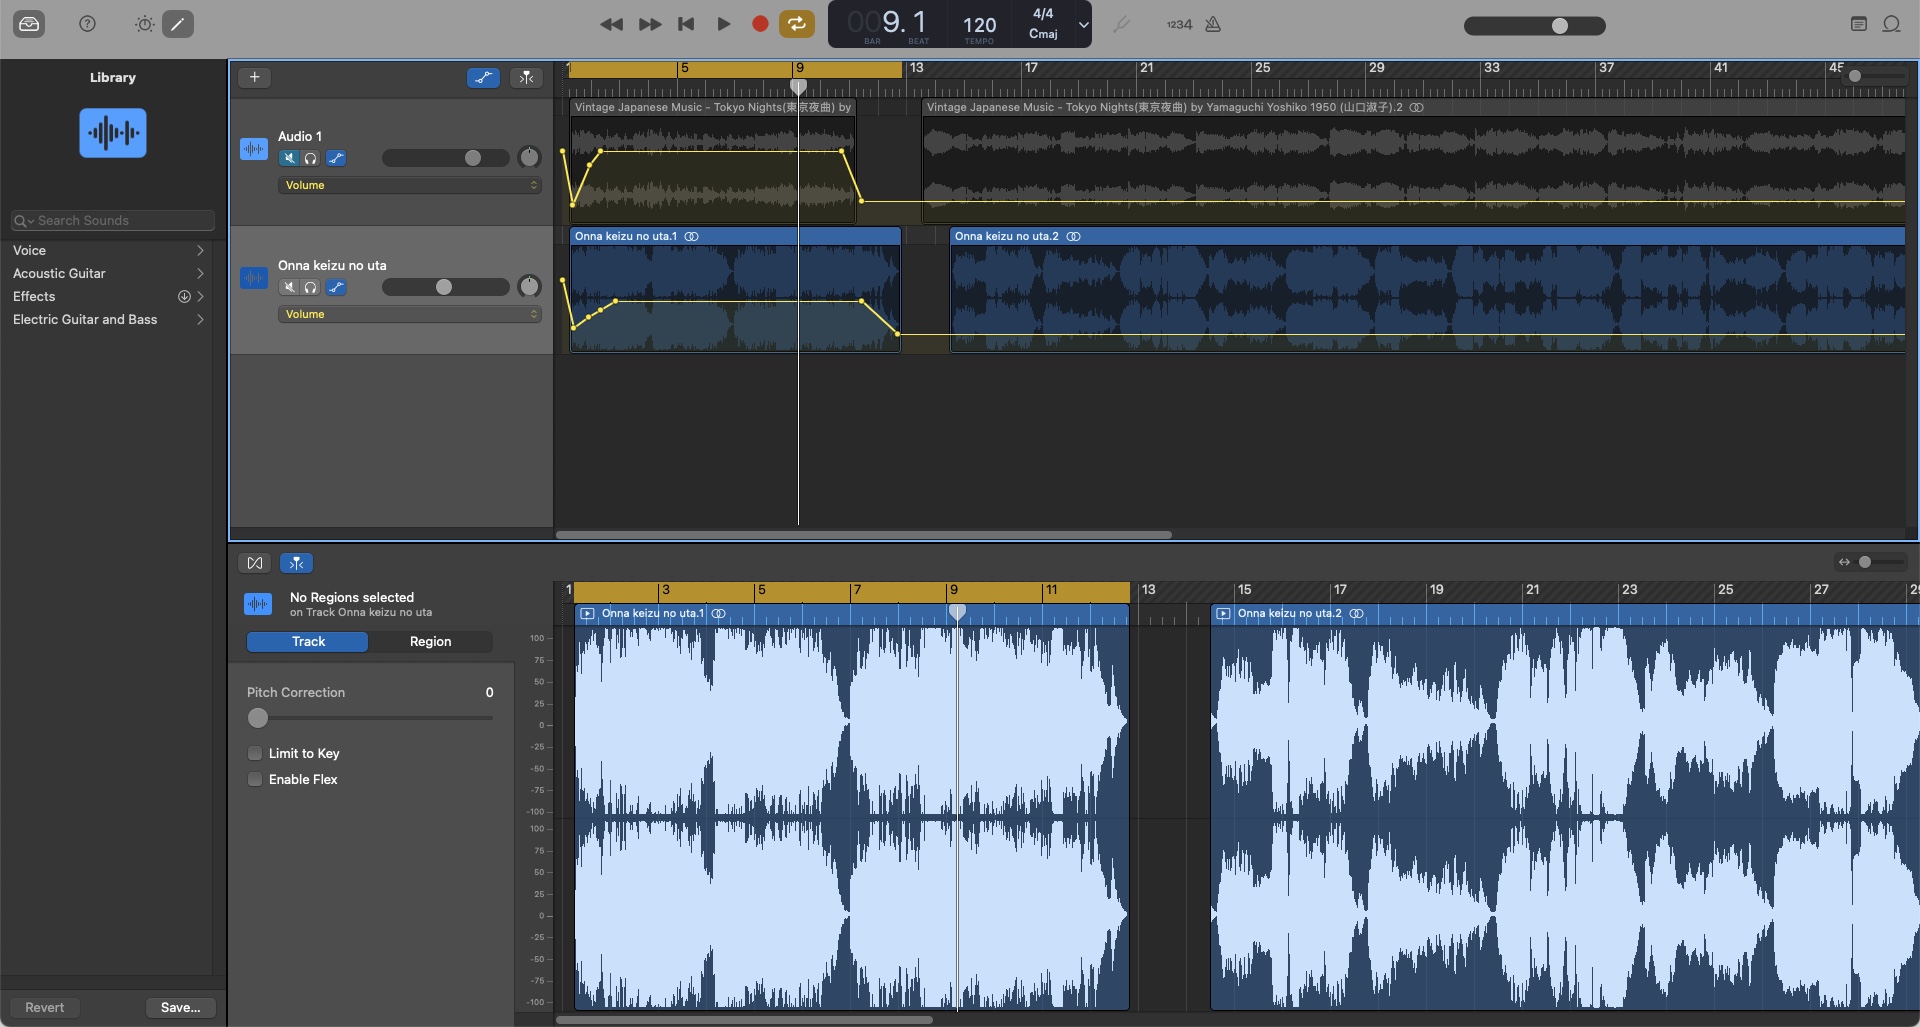 009. 1
BAR
BEAT
120
TEMPO
4/4
Cmaj
1234
Library
Search Sounds
Voice
Acoustic Guitar
Effects
Electric Guitar and Bass
Revert
Save...
1 5 9 13 17 21 25 29 33 37 41 45
Audio 1
Volume
Vintage Japanese Music - Tokyo Nights(東京夜曲) by
Vintage Japanese Music - Tokyo Nights(東京夜曲) by Yamaguchi Yoshiko 1950 (山口淑子).2
Onna keizu no uta
Volume
Onna keizu no uta.1
Onna keizu no uta.2
No Regions selected
on Track Onna keizu no uta
Track
Region
Pitch Correction 0
Limit to Key
Enable Flex
1 3 5 7 9 11 13 15 17 19 21 23 25 27 29
Onna keizu no uta.1
Onna keizu no uta.2
100
75
50
25
0
-25
-50
-75
-100
100
75
50
25
0
-25
-50
-75
-100